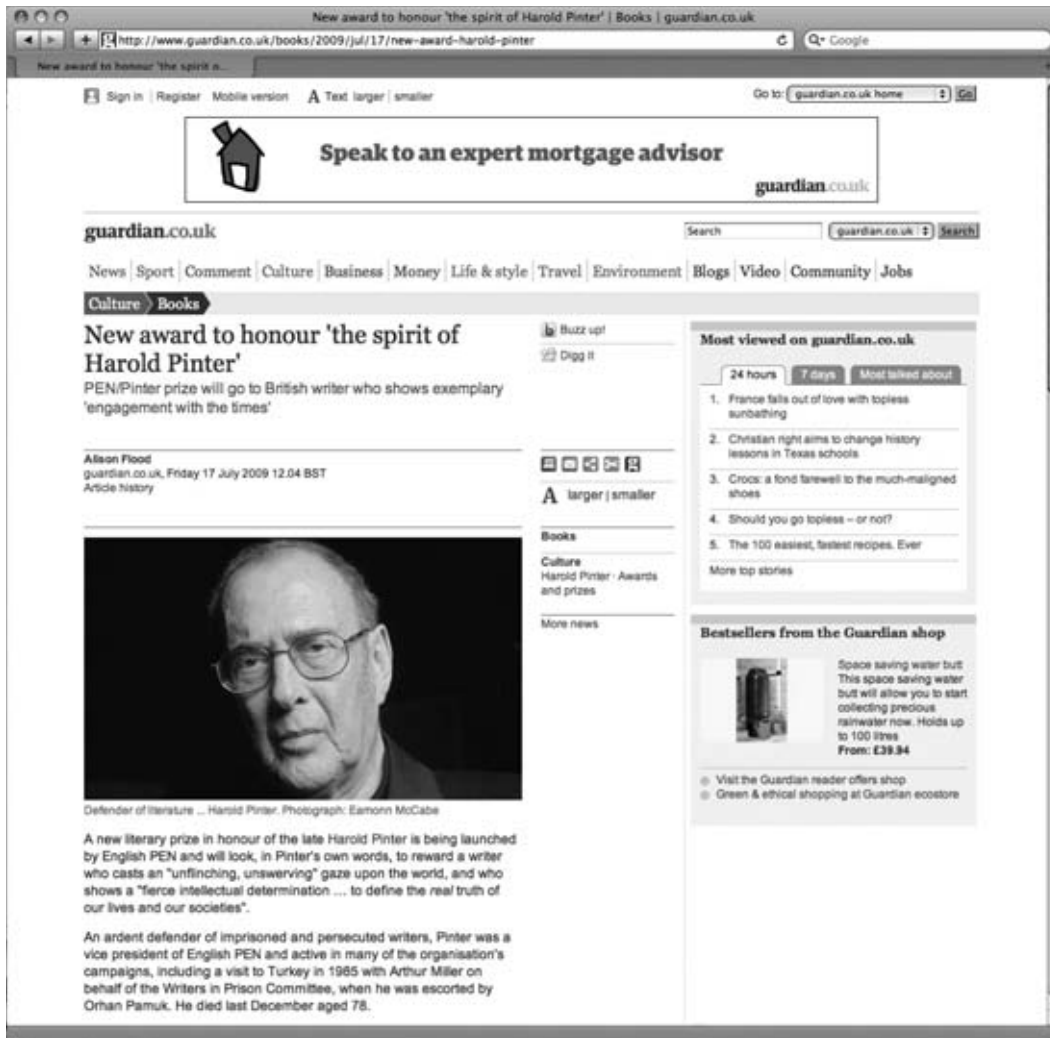 New award to honour 'the spirit of Harold Pinter' | Books | guardian.co.uk
http://www.guardian.co.uk/books/2009/jul/17/new-award-harold-pinter
Google
New award to honour 'the spirit o...
Sign in | Register Mobile version A Text larger | smaller
Go to: guardian.co.uk home Go
Speak to an expert mortgage advisor
guardian.co.uk
guardian.co.uk
Search guardian.co.uk Search
News Sport Comment Culture Business Money Life & style Travel Environment Blogs Video Community Jobs
Culture Books
New award to honour 'the spirit of
Harold Pinter'
PEN/Pinter prize will go to British writer who shows exemplary
'engagement with the times'
Alison Flood
guardian.co.uk, Friday 17 July 2009 12.04 BST
Article history
Defender of literature ... Harold Pinter. Photograph: Eamonn McCabe
A new literary prize in honour of the late Harold Pinter is being launched
by English PEN and will look, in Pinter's own words, to reward a writer
who casts an "unflinching, unswerving" gaze upon the world, and who
shows a "fierce intellectual determination ... to define the real truth of
our lives and our societies".
An ardent defender of imprisoned and persecuted writers, Pinter was a
vice president of English PEN and active in many of the organisation's
campaigns, including a visit to Turkey in 1985 with Arthur Miller on
behalf of the Writers in Prison Committee, when he was escorted by
Orhan Pamuk. He died last December aged 78.
Buzz up!
Digg it
A larger | smaller
Books
Culture
Harold Pinter · Awards
and prizes
More news
Most viewed on guardian.co.uk
24 hours 7 days Most talked about
1. France falls out of love with topless
sunbathing
2. Christian right aims to change history
lessons in Texas schools
3. Crocs: a fond farewell to the much-maligned
shoes
4. Should you go topless – or not?
5. The 100 easiest, fastest recipes. Ever
More top stories
Bestsellers from the Guardian shop
Space saving water butt
This space saving water
butt will allow you to start
collecting precious
rainwater now. Holds up
to 100 litres
From: £39.94
Visit the Guardian reader offers shop
Green & ethical shopping at Guardian ecostore